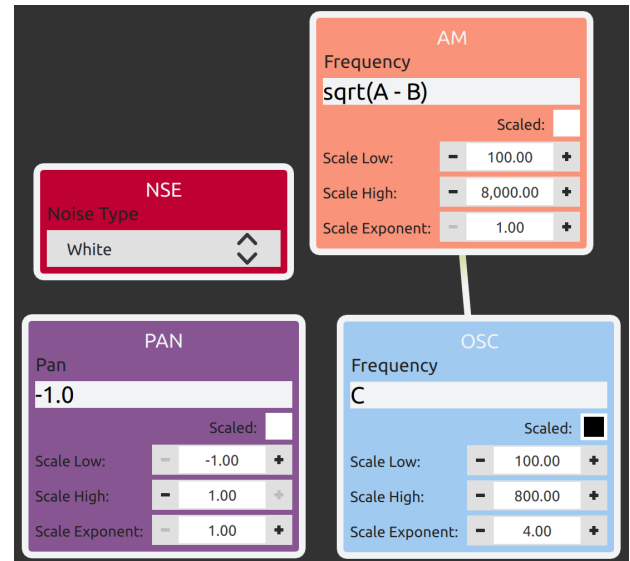 AM
Frequency
sqrt(A - B)
Scaled:
Scale Low: - 100.00 +
Scale High: - 8,000.00 +
Scale Exponent: - 1.00 +
NSE
Noise Type
White
PAN
Pan
-1.0
Scaled:
Scale Low: - -1.00 +
Scale High: - 1.00 +
Scale Exponent: - 1.00 +
OSC
Frequency
C
Scaled:
Scale Low: - 100.00 +
Scale High: - 800.00 +
Scale Exponent: - 4.00 +